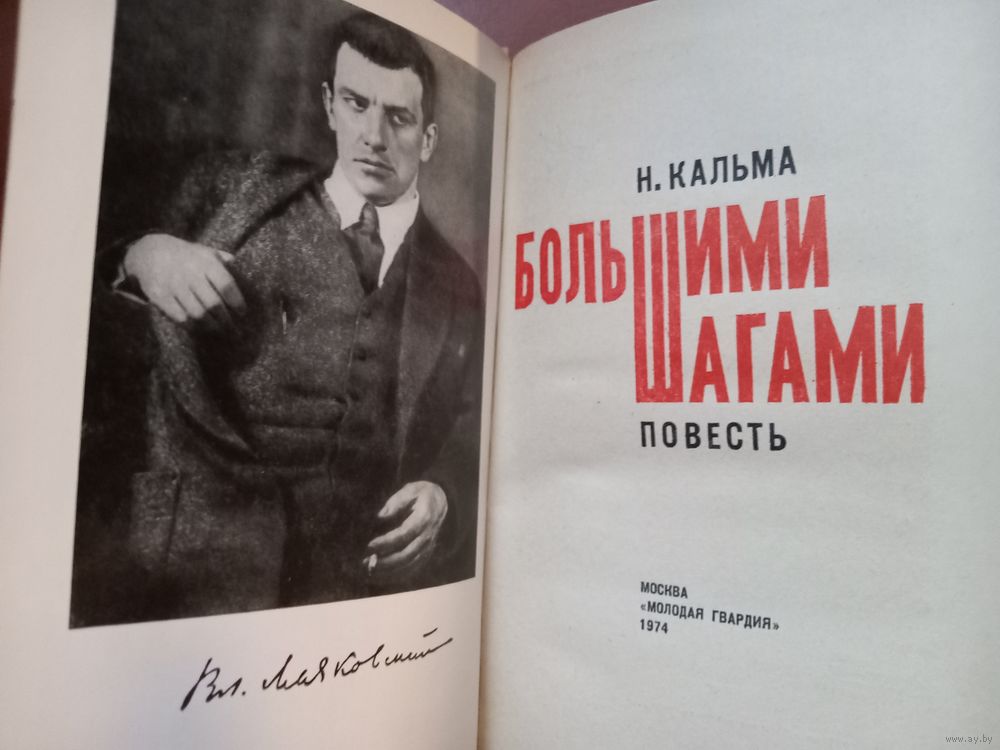 Вл. Маяковский
Н. КАЛЬМА
БОЛЬШИМИ
ШАГАМИ
ПОВЕСТЬ
МОСКВА
«МОЛОДАЯ ГВАРДИЯ»
1974
© www.ay.by